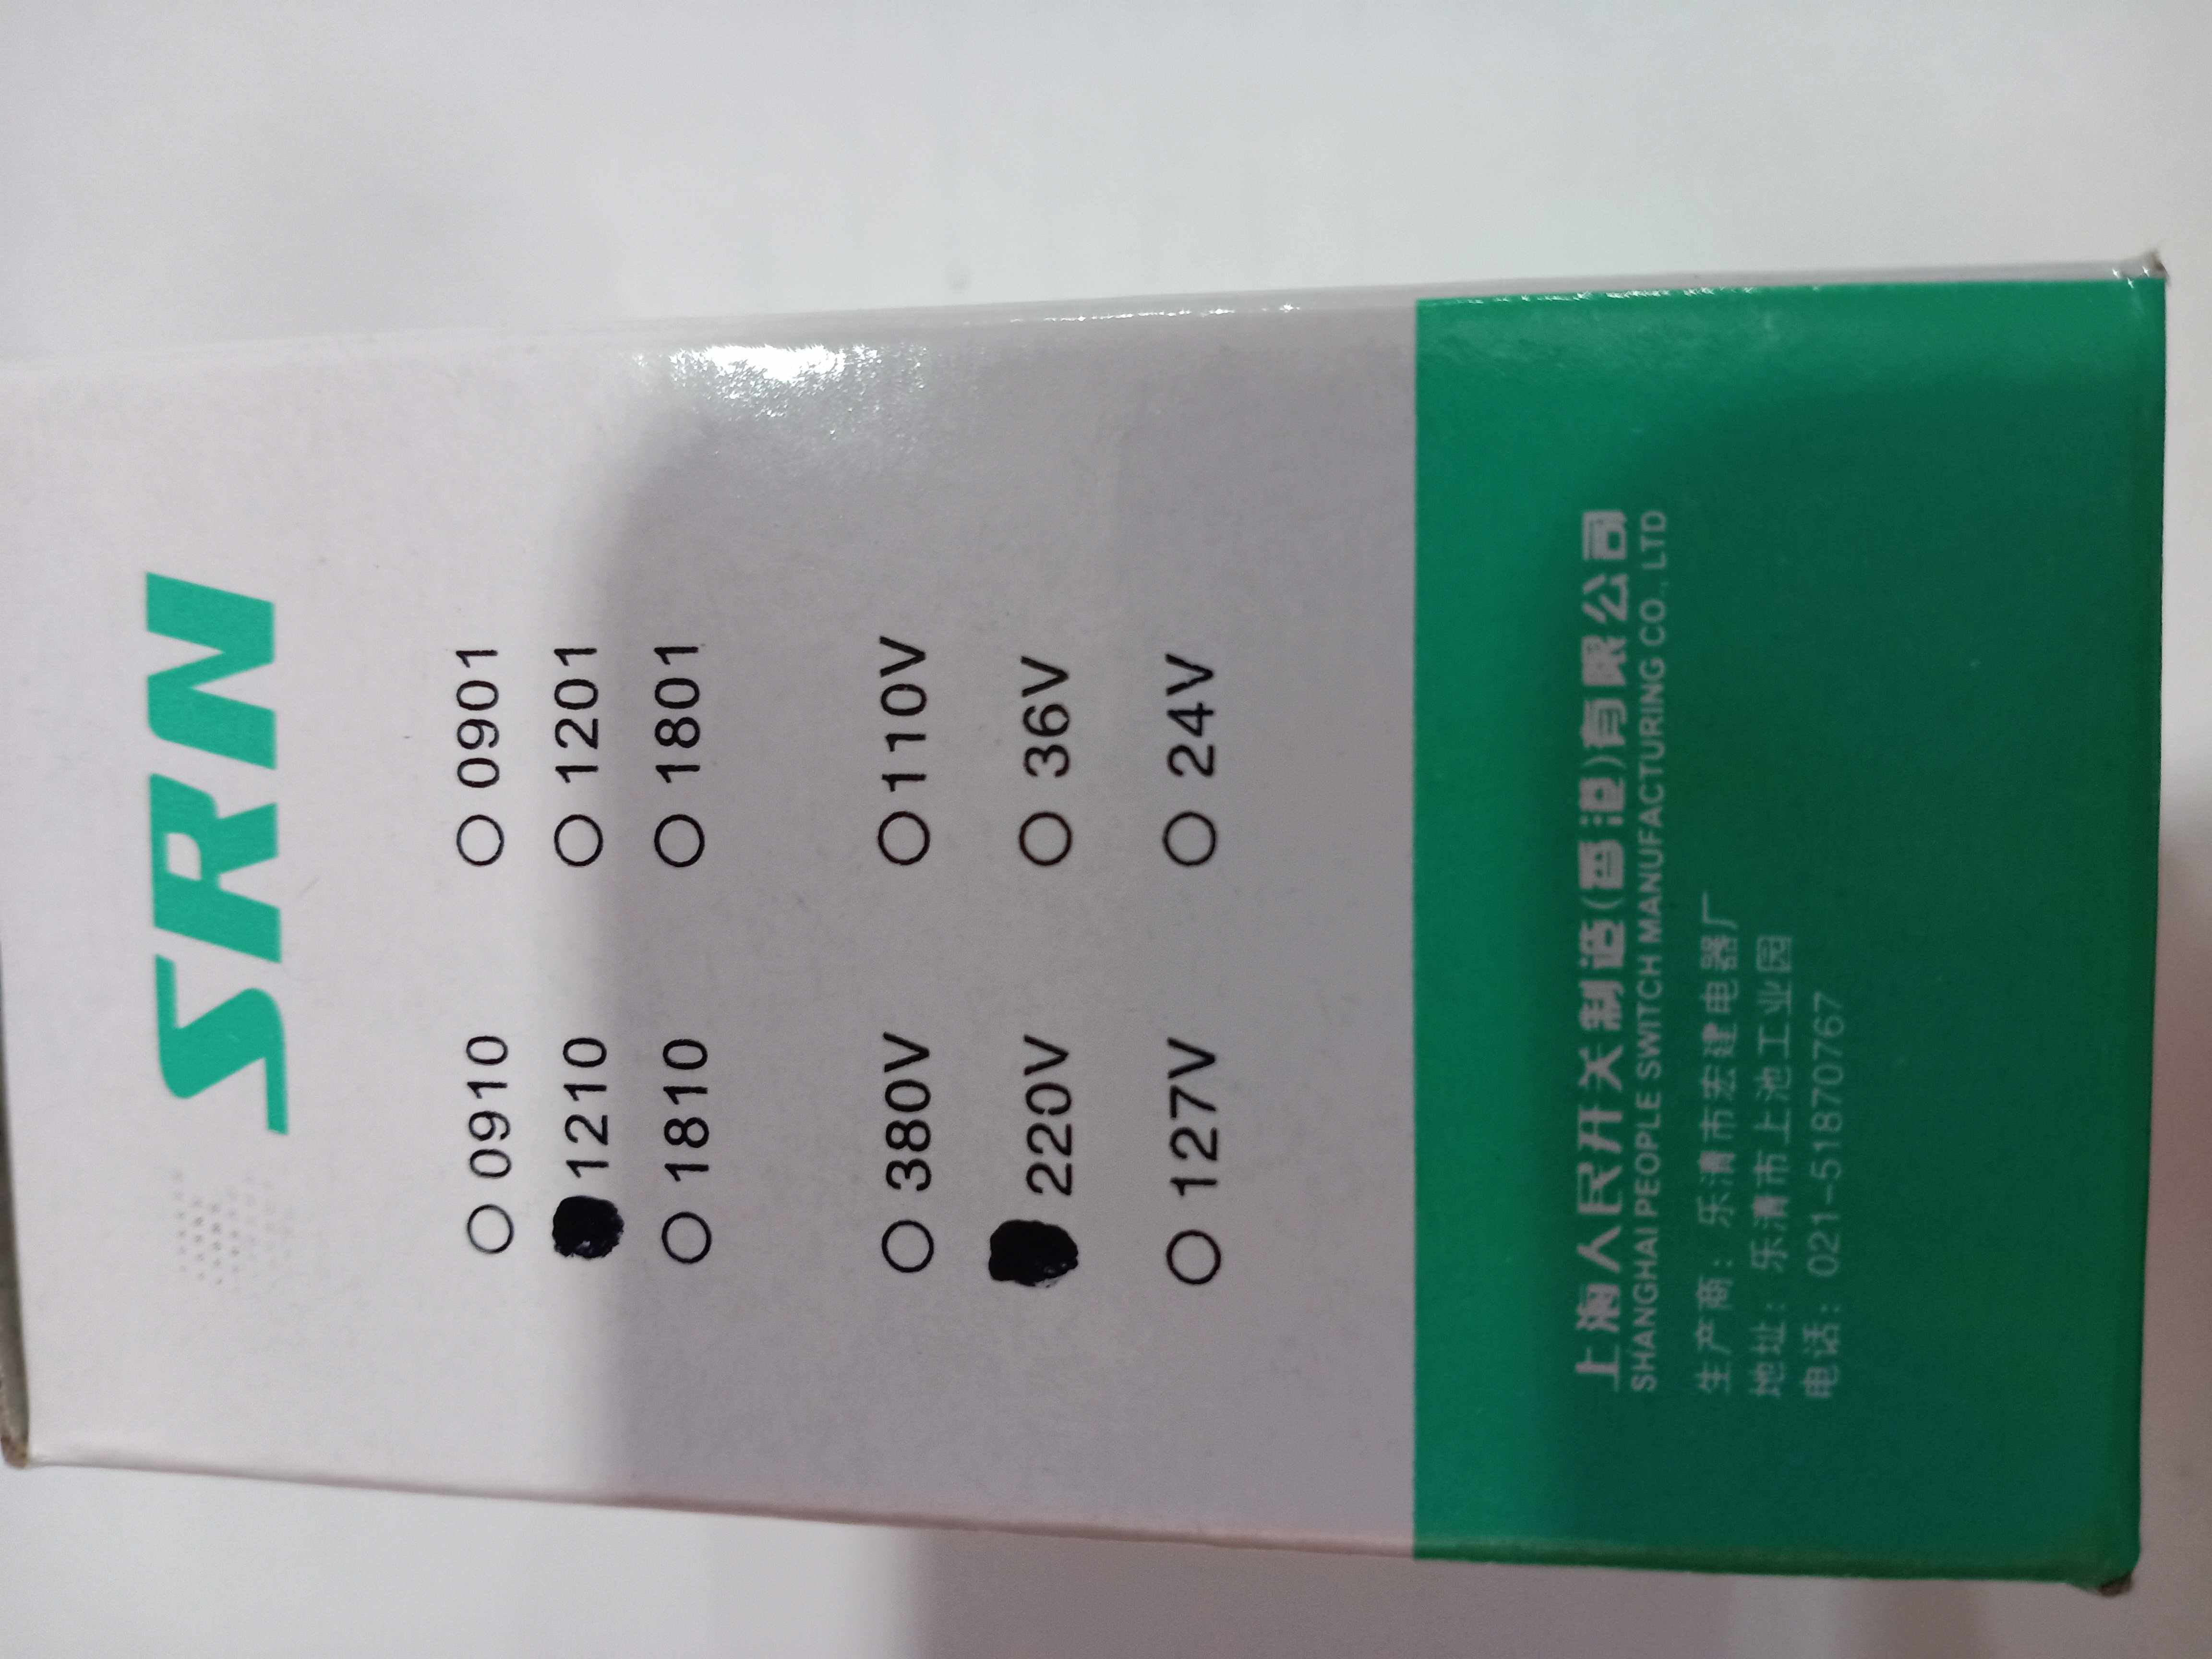 SRN
0910 0901
1210 1201
1810 1801
380V 110V
220V 36V
127V 24V
上海人民开关制造(香港)有限公司
SHANGHAI PEOPLE SWITCH MANUFACTURING CO.,LTD
生产商：乐清市宏建电器厂
地址：乐清市上池工业园
电话：021-51870767